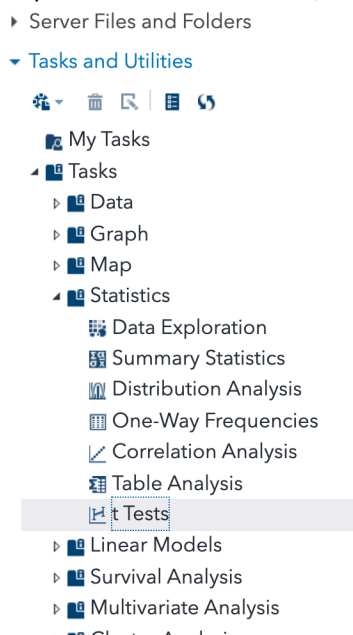 Server Files and Folders
Tasks and Utilities
My Tasks
Tasks
Data
Graph
Map
Statistics
Data Exploration
Summary Statistics
Distribution Analysis
One-Way Frequencies
Correlation Analysis
Table Analysis
t Tests
Linear Models
Survival Analysis
Multivariate Analysis